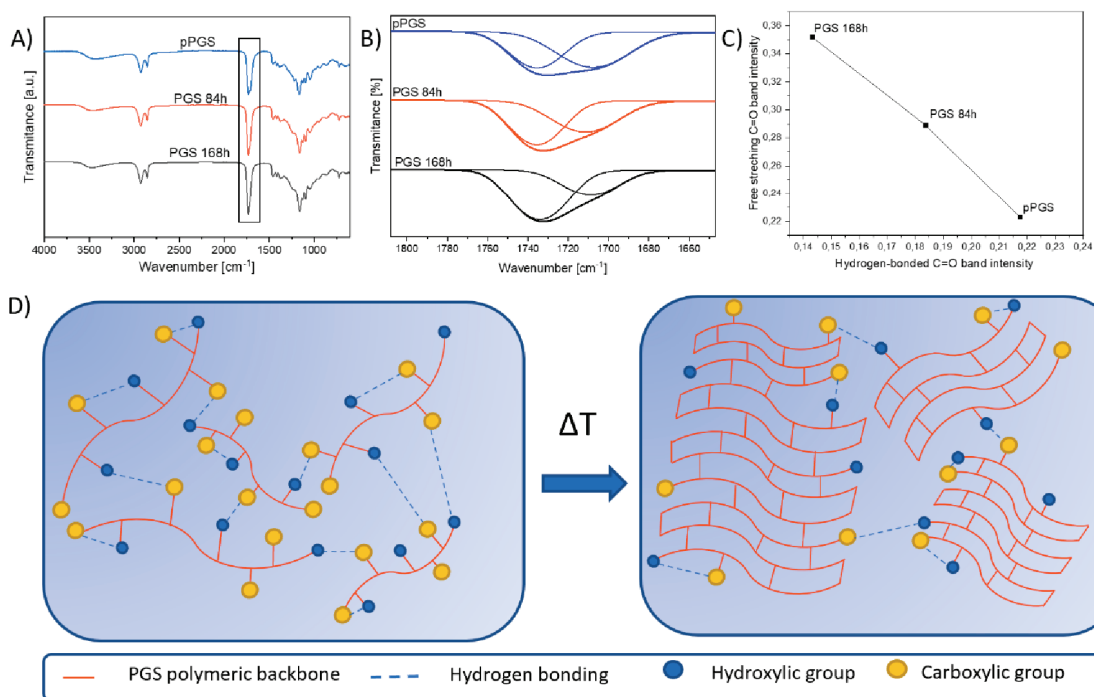 A)
pPGS
PGS 84h
PGS 168h
Transmitance [a.u.]
4000 3500 3000 2500 2000 1500 1000
Wavenumber [cm-1]
B)
pPGS
PGS 84h
PGS 168h
Transmitance [%]
1800 1780 1760 1740 1720 1700 1680 1660
Wavenumber [cm-1]
C)
0,36
0,34
0,32
0,30
0,28
0,26
0,24
0,22
Free streching C=O band intensity
PGS 168h
PGS 84h
pPGS
0,14 0,15 0,16 0,17 0,18 0,19 0,20 0,21 0,22 0,23 0,24
Hydrogen-bonded C=O band intensity
D)
ΔT
PGS polymeric backbone
Hydrogen bonding
Hydroxylic group
Carboxylic group